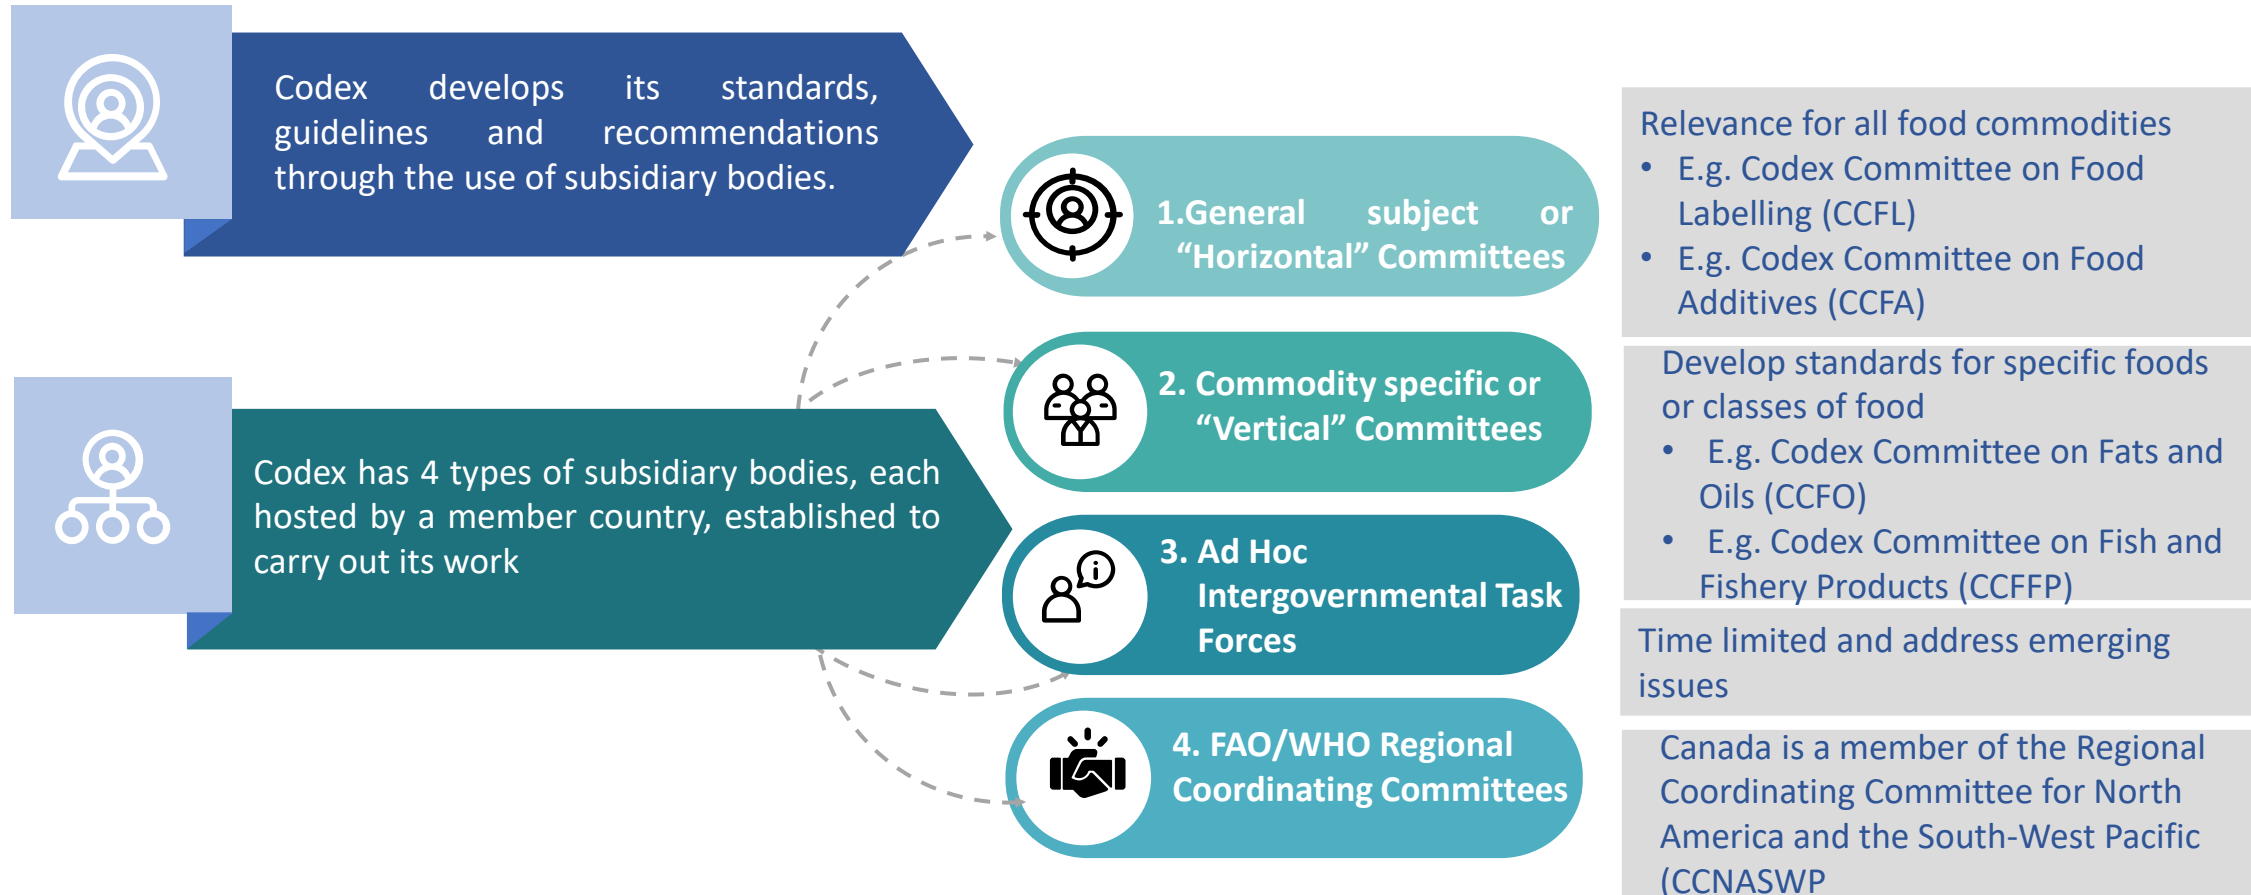 Codex develops its standards,
guidelines and recommendations
through the use of subsidiary bodies.
Codex has 4 types of subsidiary bodies, each
hosted by a member country, established to
carry out its work
1.General subject or
“Horizontal” Committees
2. Commodity specific or
“Vertical” Committees
3. Ad Hoc
Intergovernmental Task
Forces
4. FAO/WHO Regional
Coordinating Committees
Relevance for all food commodities
• E.g. Codex Committee on Food
Labelling (CCFL)
• E.g. Codex Committee on Food
Additives (CCFA)
Develop standards for specific foods
or classes of food
• E.g. Codex Committee on Fats and
Oils (CCFO)
• E.g. Codex Committee on Fish and
Fishery Products (CCFFP)
Time limited and address emerging
issues
Canada is a member of the Regional
Coordinating Committee for North
America and the South-West Pacific
(CCNASWP